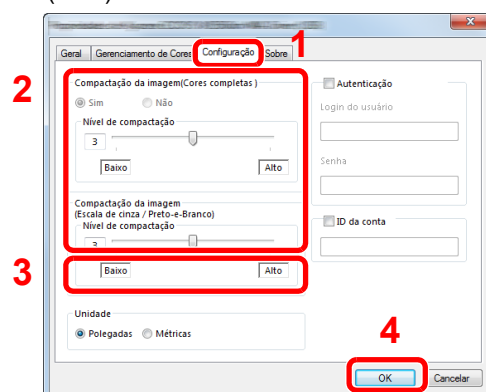 1
Geral Gerenciamento de Cores Configuração Sobre
2
Compactação da imagem(Cores completas )
Sim Não
Nível de compactação
3
Baixo Alto
Compactação da imagem
(Escala de cinza / Preto-e-Branco)
Nível de compactação
3
3
Baixo Alto
Unidade
Polegadas Métricas
Autenticação
Login do usuário
Senha
ID da conta
4
OK Cancelar